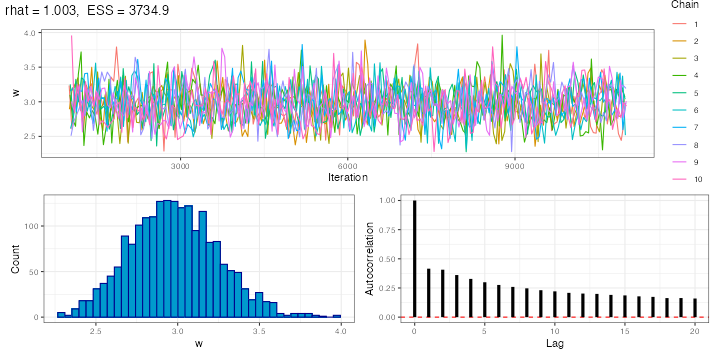 rhat = 1.003, ESS = 3734.9
Chain
1
2
3
4
5
6
7
8
9
10
4.0
3.5
3.0
2.5
w
3000 6000 9000
Iteration
100
50
0
Count
2.5 3.0 3.5 4.0
w
1.00
0.75
0.50
0.25
0.00
Autocorrelation
0 5 10 15 20
Lag